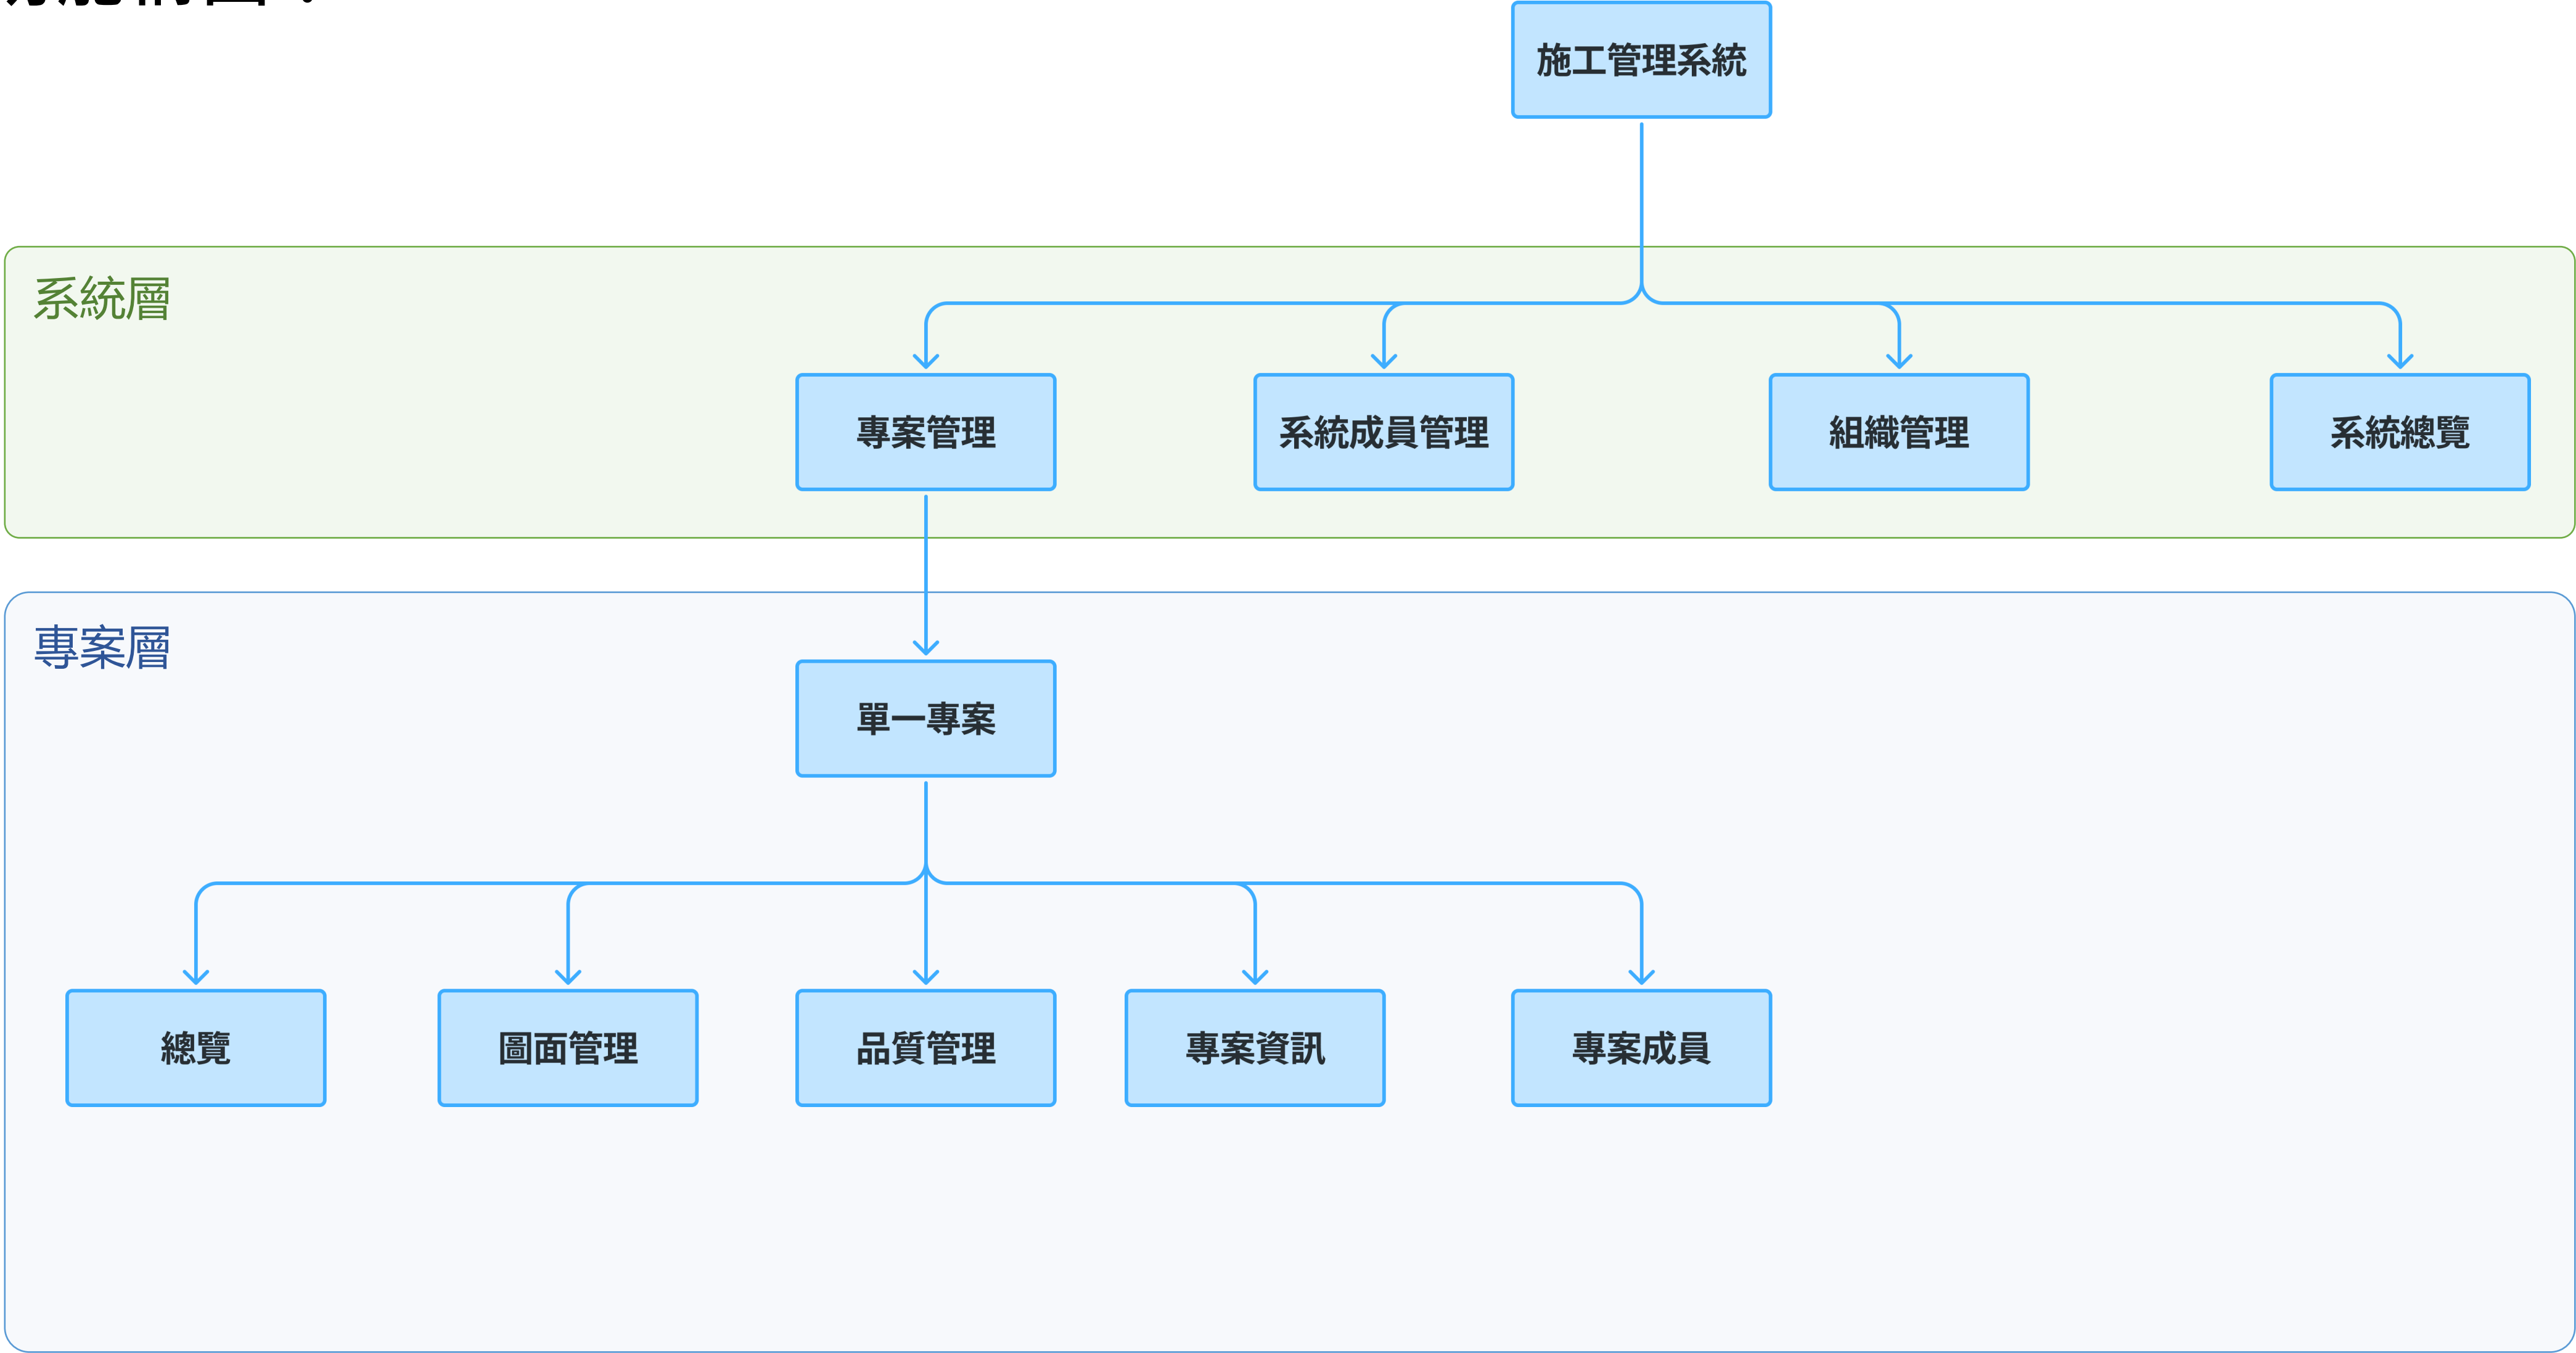 施工管理系統
系統層
專案管理
系統成員管理
組織管理
系統總覽
專案層
單一專案
總覽
圖面管理
品質管理
專案資訊
專案成員